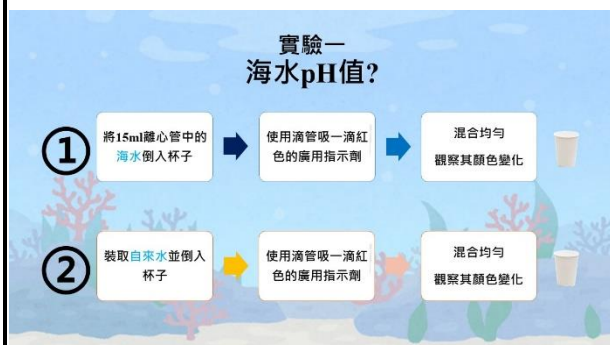 實驗一
海水pH值?
①
將15ml離心管中的
海水倒入杯子
使用滴管吸一滴紅
色的廣用指示劑
混合均勻
觀察其顏色變化
②
裝取自來水並倒入
杯子
使用滴管吸一滴紅
色的廣用指示劑
混合均勻
觀察其顏色變化